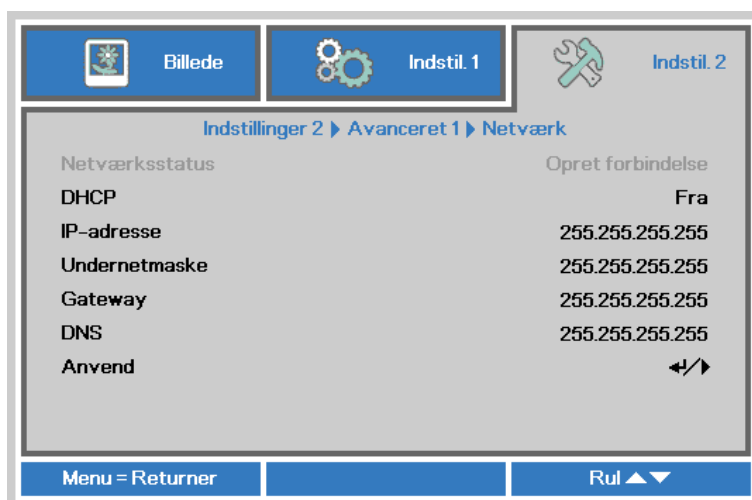 Billede Indstil. 1 Indstil. 2
Indstillinger 2 ▶ Avanceret 1 ▶ Netværk
Netværksstatus Opret forbindelse
DHCP Fra
IP-adresse 255.255.255.255
Undernetmaske 255.255.255.255
Gateway 255.255.255.255
DNS 255.255.255.255
Anvend ↵/▶
Menu = Returner Rul ▲▼